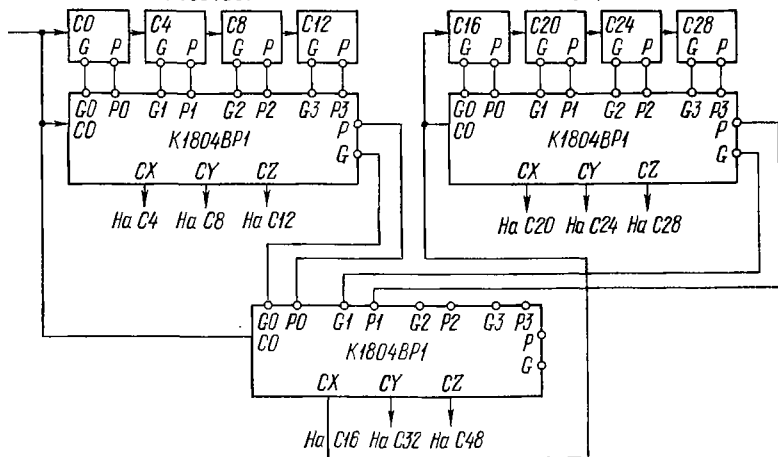 C0 C4 C8 C12 C16 C20 C24 C28
G P G P G P G P G P G P G P G P
G0 P0 G1 P1 G2 P2 G3 P3 G0 P0 G1 P1 G2 P2 G3 P3
C0 P C0 P
К1804ВР1 К1804ВР1
G G
CX CY CZ CX CY CZ
На C4 На C8 На C12 На C20 На C24 На C28
G0 P0 G1 P1 G2 P2 G3 P3
C0 P
К1804ВР1
G
CX CY CZ
На C16 На C32 На C48